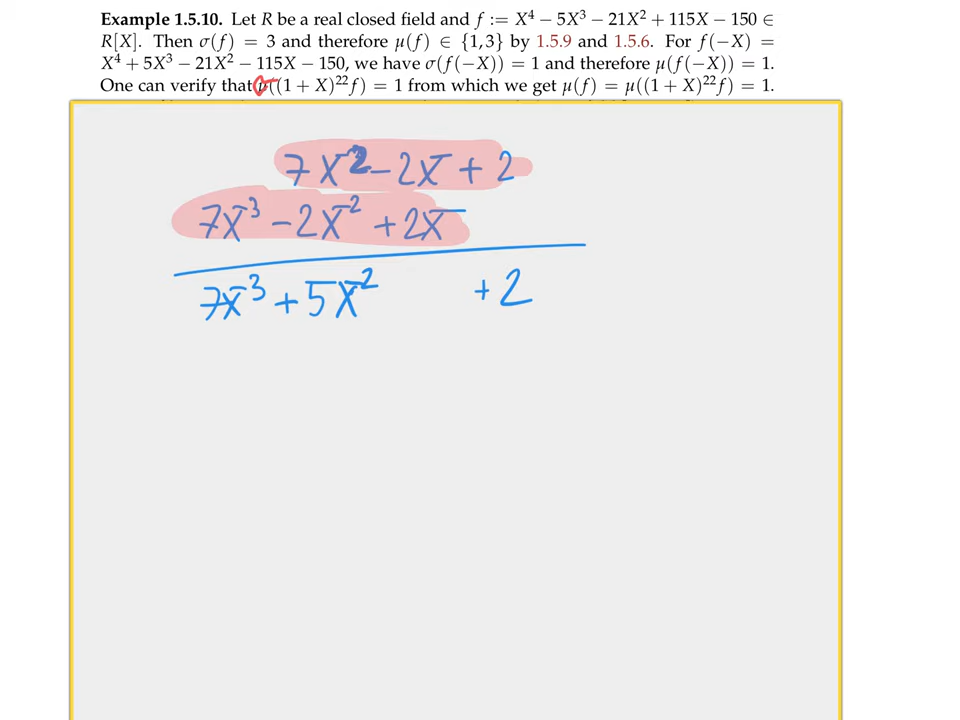 Example 1.5.10. Let R be a real closed field and f := X⁴ − 5X³ − 21X² + 115X − 150 ∈
R[X]. Then σ(f) = 3 and therefore μ(f) ∈ {1, 3} by 1.5.9 and 1.5.6. For f(−X) =
X⁴ + 5X³ − 21X² − 115X − 150, we have σ(f(−X)) = 1 and therefore μ(f(−X)) = 1.
One can verify that σ((1 + X)²²f) = 1 from which we get μ(f) = μ((1 + X)²²f) = 1.
7X² − 2X + 2
7X³ − 2X² + 2X
7X³ + 5X² + 2